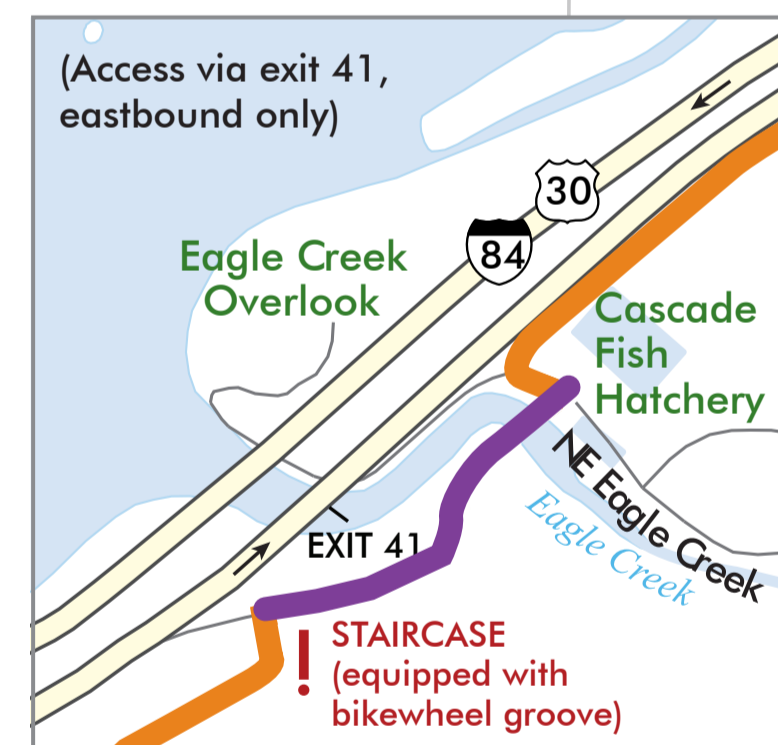 (Access via exit 41,
eastbound only)
30
84
Eagle Creek
Overlook
Cascade
Fish
Hatchery
NE Eagle Creek
Eagle Creek
EXIT 41
! STAIRCASE
(equipped with
bikewheel groove)